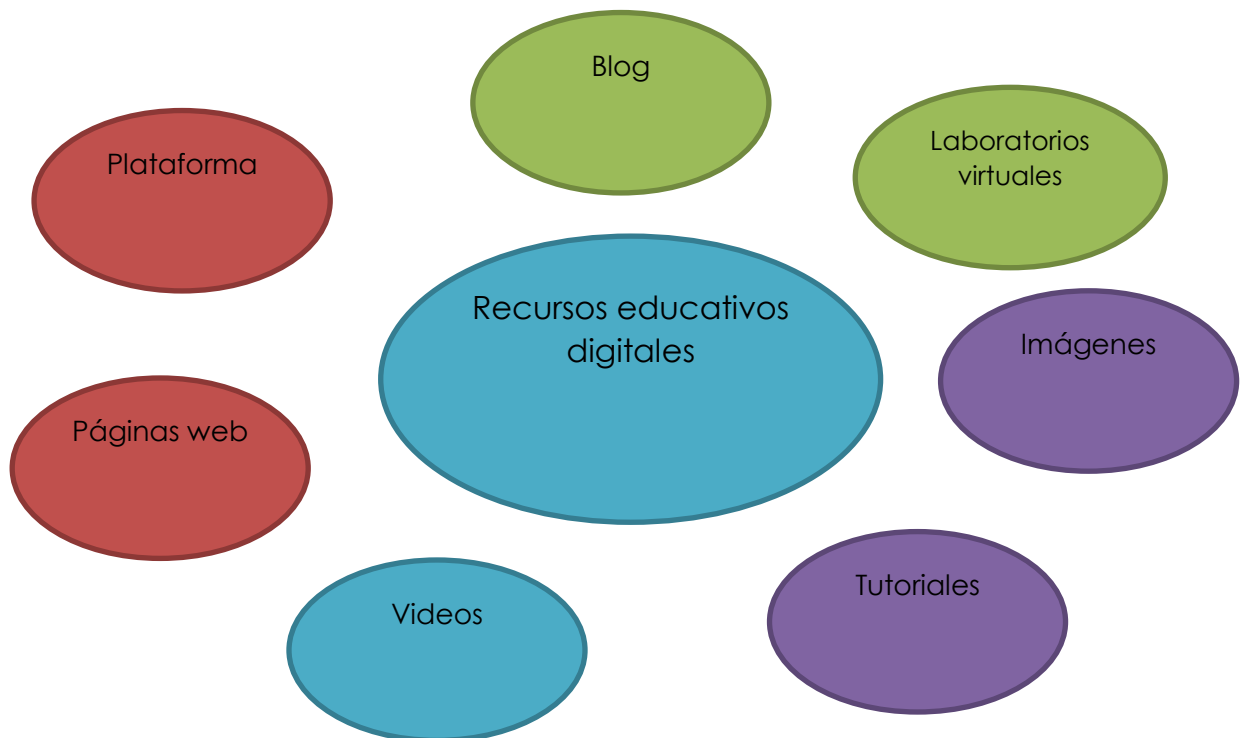 Blog
Plataforma
Laboratorios
virtuales
Recursos educativos
digitales
Imágenes
Páginas web
Videos
Tutoriales